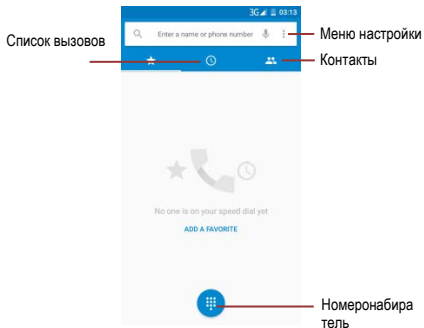 3G 03:13
Enter a name or phone number
Список вызовов
Меню настройки
Контакты
No one is on your speed dial yet
ADD A FAVORITE
Номеронабира
тель